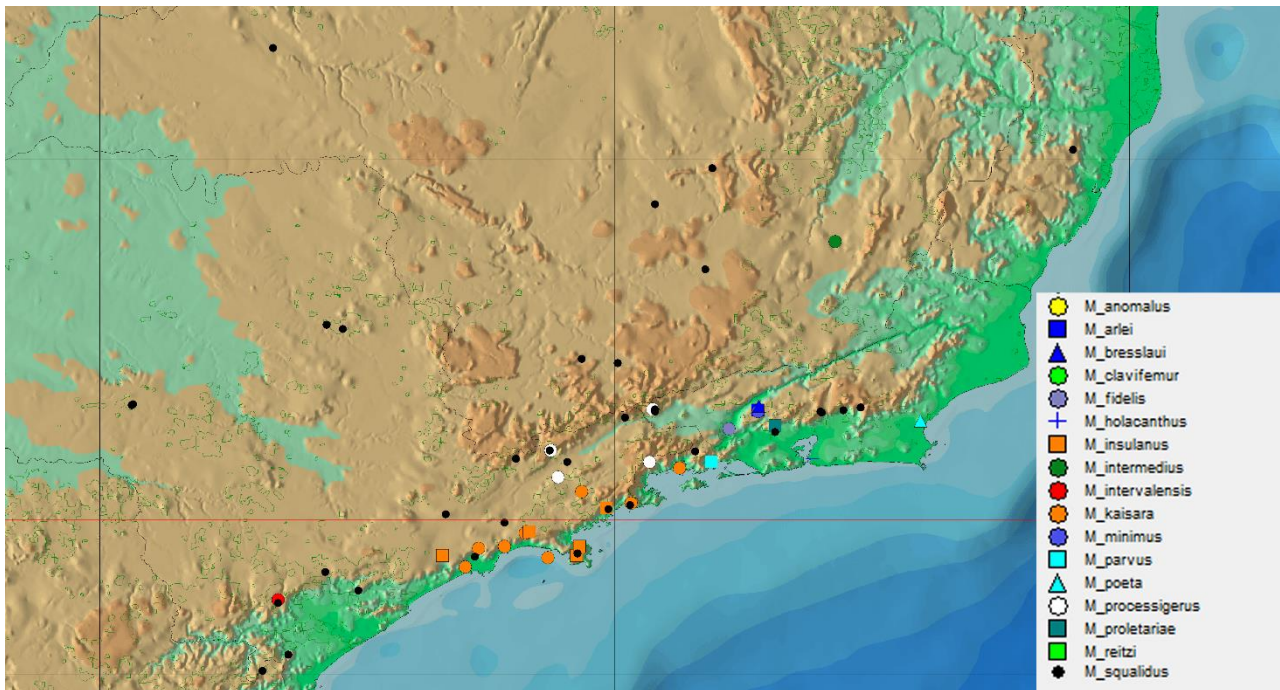 M_anomalus
M_arlei
M_bresslaui
M_clavifemur
M_fidelis
M_holacanthus
M_insulanus
M_intermedius
M_intervalensis
M_kaisara
M_minimus
M_parvus
M_poeta
M_processigerus
M_proletariae
M_reitzi
M_squalidus